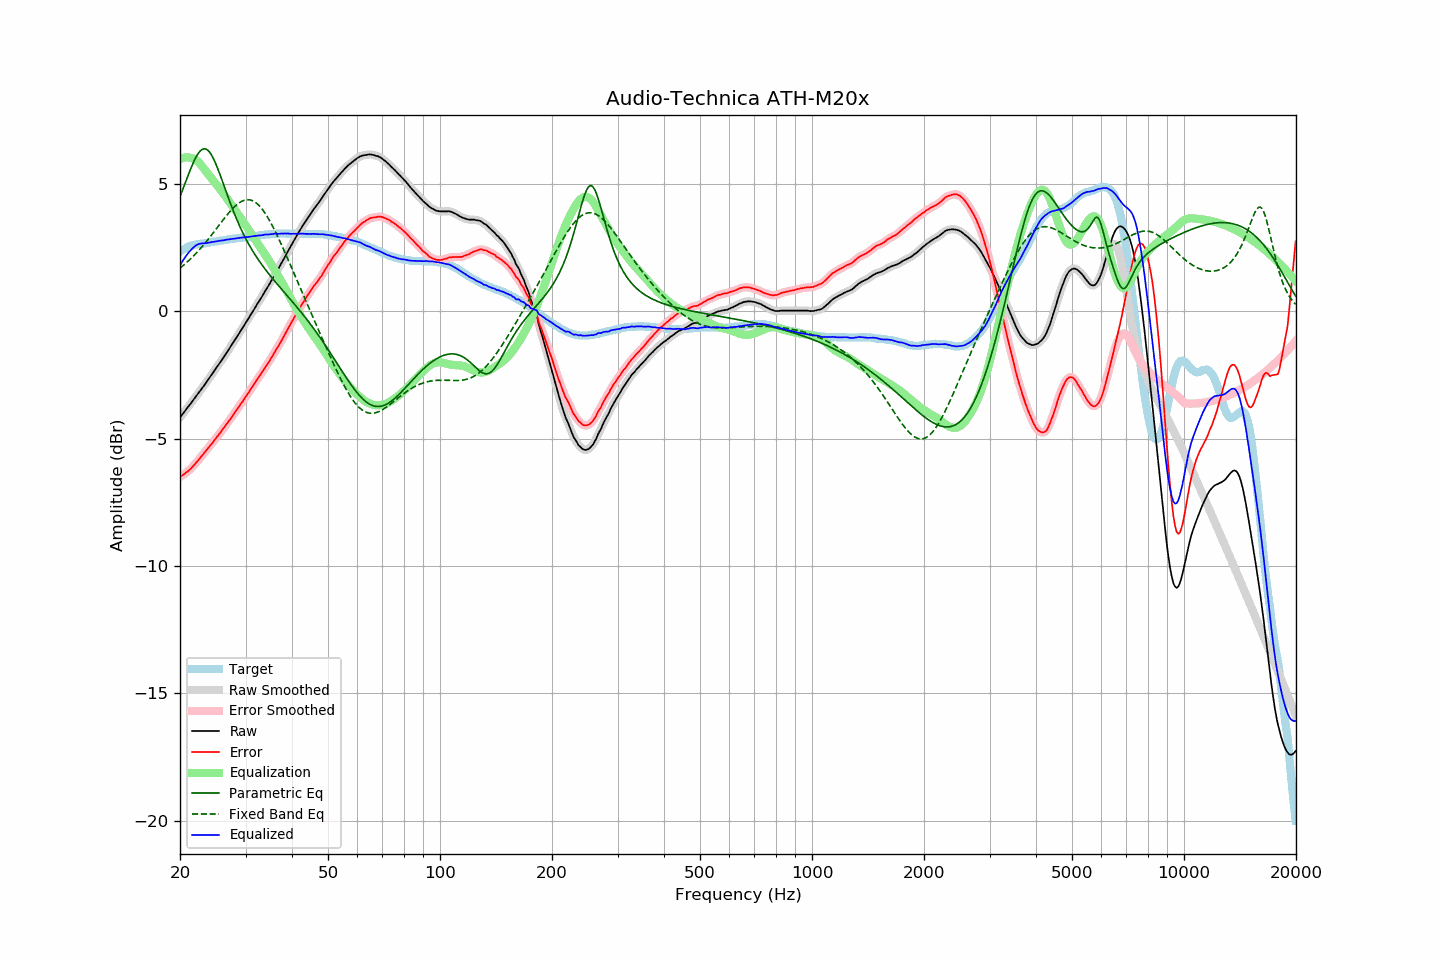 Audio-Technica ATH-M20x
Amplitude (dBr)
5
0
−5
−10
−15
−20
Target
Raw Smoothed
Error Smoothed
Raw
Error
Equalization
Parametric Eq
Fixed Band Eq
Equalized
20 50 100 200 500 1000 2000 5000 10000 20000
Frequency (Hz)